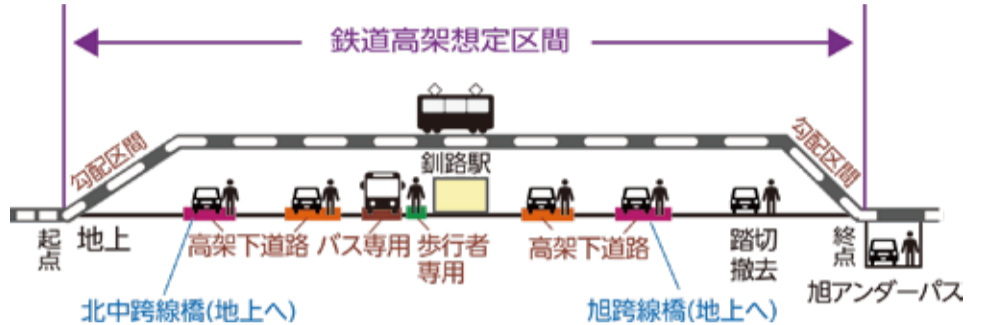 鉄道高架想定区間
勾配区間
勾配区間
釧路駅
起点
地上
高架下道路
バス専用
歩行者
専用
高架下道路
踏切
撤去
終点
旭アンダーパス
北中跨線橋(地上へ)
旭跨線橋(地上へ)